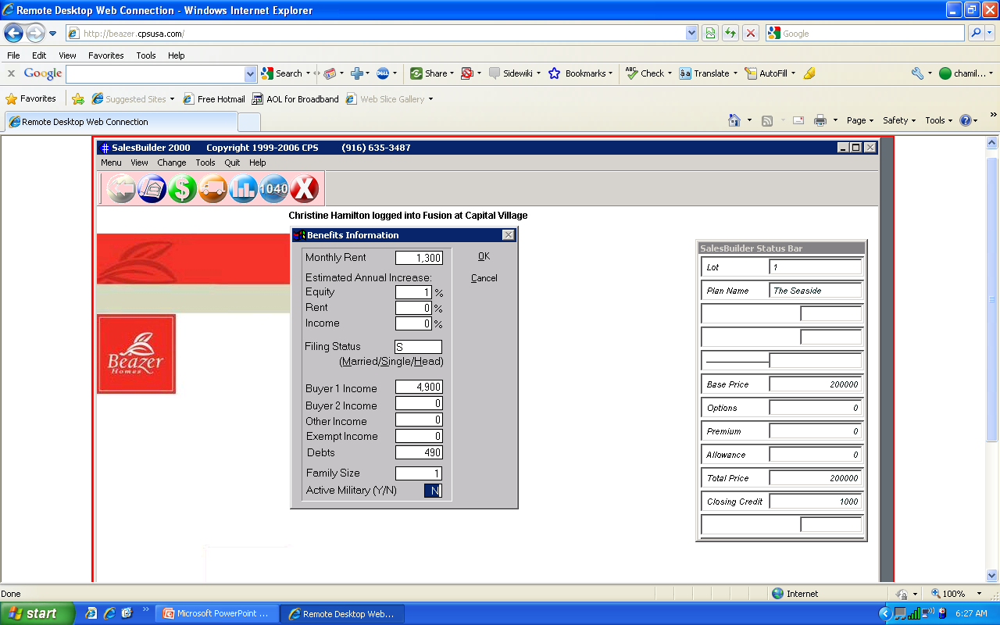 Remote Desktop Web Connection - Windows Internet Explorer
http://beazer.cpsusa.com/
Google
File Edit View Favorites Tools Help
x Google Search Share Sidewiki Bookmarks ABC Check Translate AutoFill chamil...
Favorites Suggested Sites Free Hotmail AOL for Broadband Web Slice Gallery
Remote Desktop Web Connection
Page Safety Tools »
# SalesBuilder 2000 Copyright 1999-2006 CPS (916) 635-3487
Menu View Change Tools Quit Help
$ 1040 X
Christine Hamilton logged into Fusion at Capital Village
Benefits Information
Monthly Rent 1,300 OK
Estimated Annual Increase: Cancel
Equity 1 %
Rent 0 %
Income 0 %
Filing Status S
(Married/Single/Head)
Buyer 1 Income 4,900
Buyer 2 Income 0
Other Income 0
Exempt Income 0
Debts 490
Family Size 1
Active Military (Y/N) N
Beazer
Homes
SalesBuilder Status Bar
Lot 1
Plan Name The Seaside
Base Price 200000
Options 0
Premium 0
Allowance 0
Total Price 200000
Closing Credit 1000
Done Internet 100%
start » Microsoft PowerPoint ... Remote Desktop Web... 6:27 AM